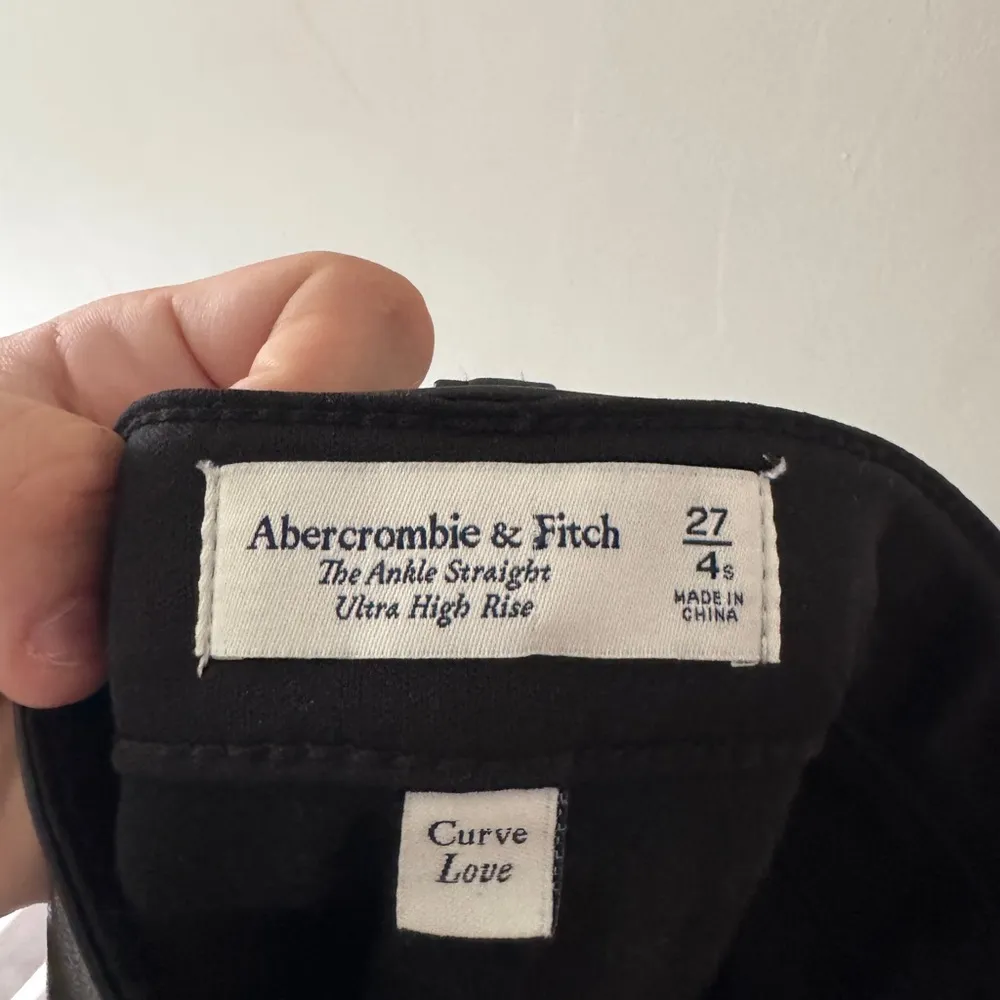 Abercrombie & Fitch
The Ankle Straight
Ultra High Rise
27
4s
MADE IN
CHINA
Curve
Love